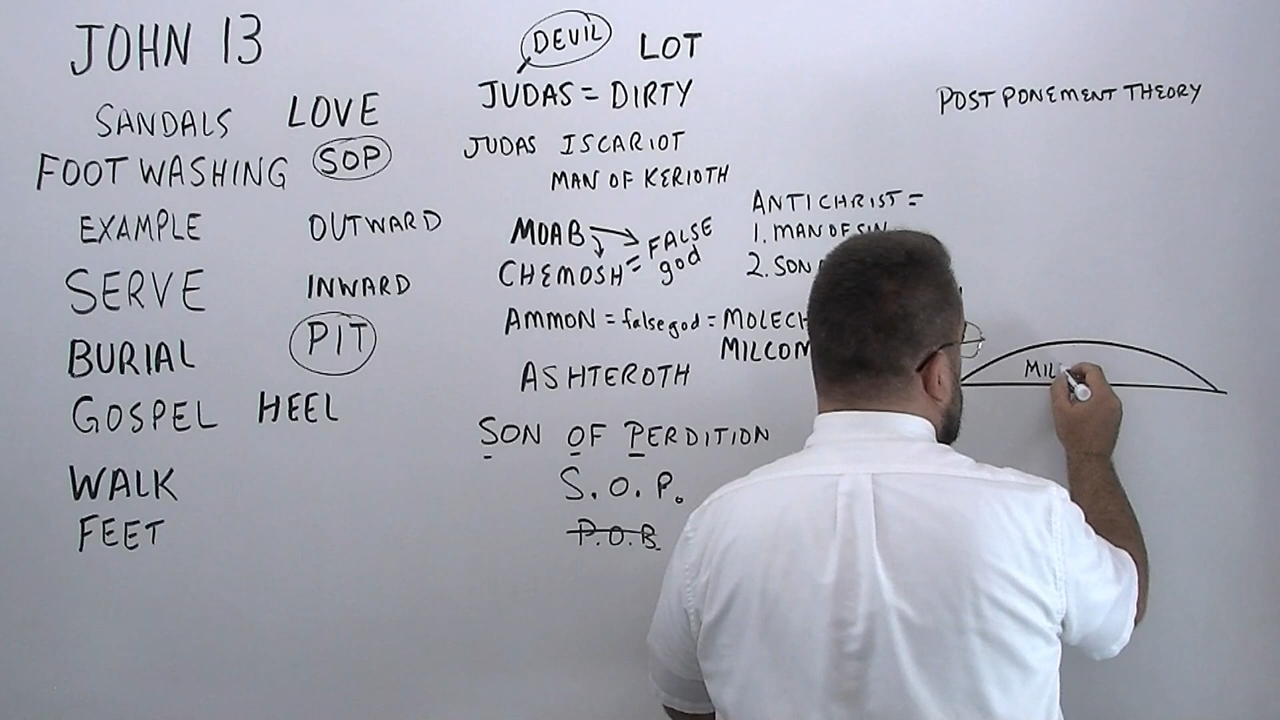 JOHN 13
SANDALS LOVE
FOOT WASHING SOP
EXAMPLE OUTWARD
SERVE INWARD
BURIAL PIT
GOSPEL HEEL
WALK
FEET
DEVIL LOT
JUDAS = DIRTY
JUDAS ISCARIOT
MAN OF KERIOTH
MOAB → FALSE
CHEMOSH = god
AMMON = false god = MOLECH
MILCOM
ASHTEROTH
SON OF PERDITION
S.O.P.
P.O.B.
POSTPONEMENT THEORY
ANTICHRIST =
1. MAN OF SIN
2. SON
MIL